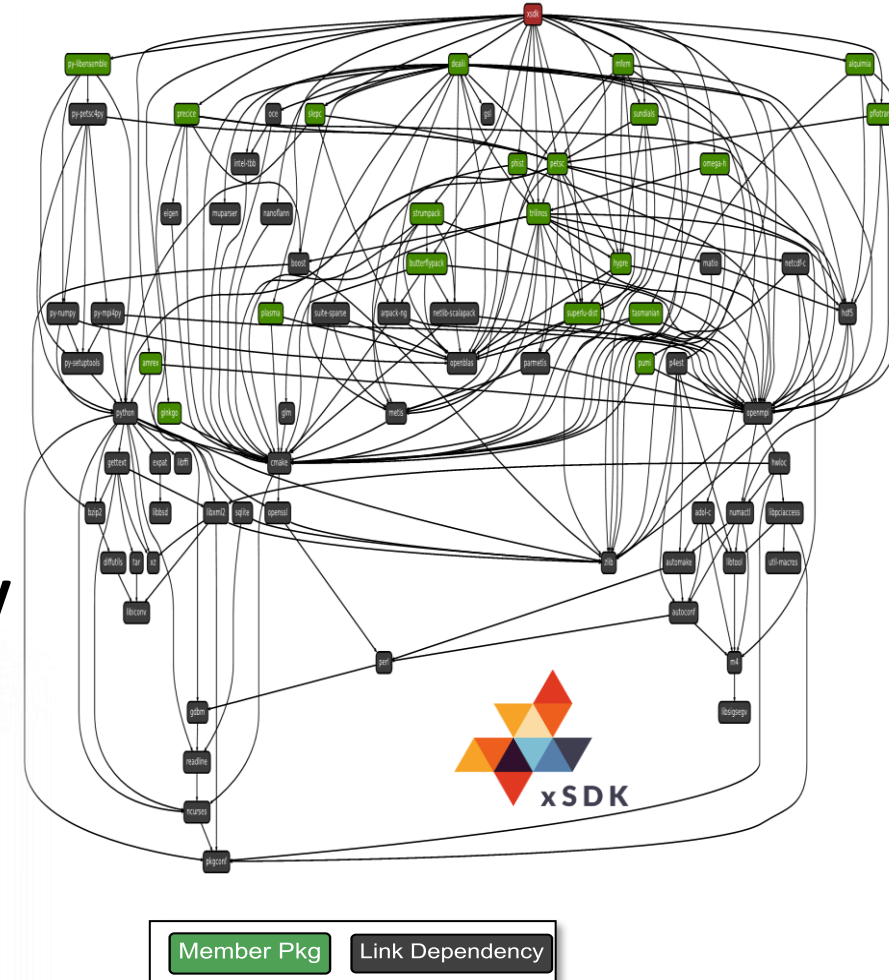 xsdk
py-libensemble
dealii
mfem
alquimia
py-petsc4py
precice
oce
slepc
gsl
sundials
pflotran
intel-tbb
phist
petsc
omega-h
eigen
muparser
nanoflann
strumpack
trilinos
boost
butterflypack
hypre
matio
netcdf-c
py-numpy
py-mpi4py
plasma
suite-sparse
arpack-ng
netlib-scalapack
superlu-dist
tasmanian
hdf5
py-setuptools
amrex
openblas
parmetis
pumi
p4est
python
ginkgo
glm
metis
openmpi
gettext
expat
libffi
cmake
hwloc
bzip2
libbsd
libxml2
sqlite
openssl
adol-c
numactl
libpciaccess
diffutils
tar
xz
zlib
automake
libtool
util-macros
libiconv
autoconf
perl
m4
gdbm
libsigsegv
readline
xSDK
ncurses
pkgconf
Member Pkg
Link Dependency